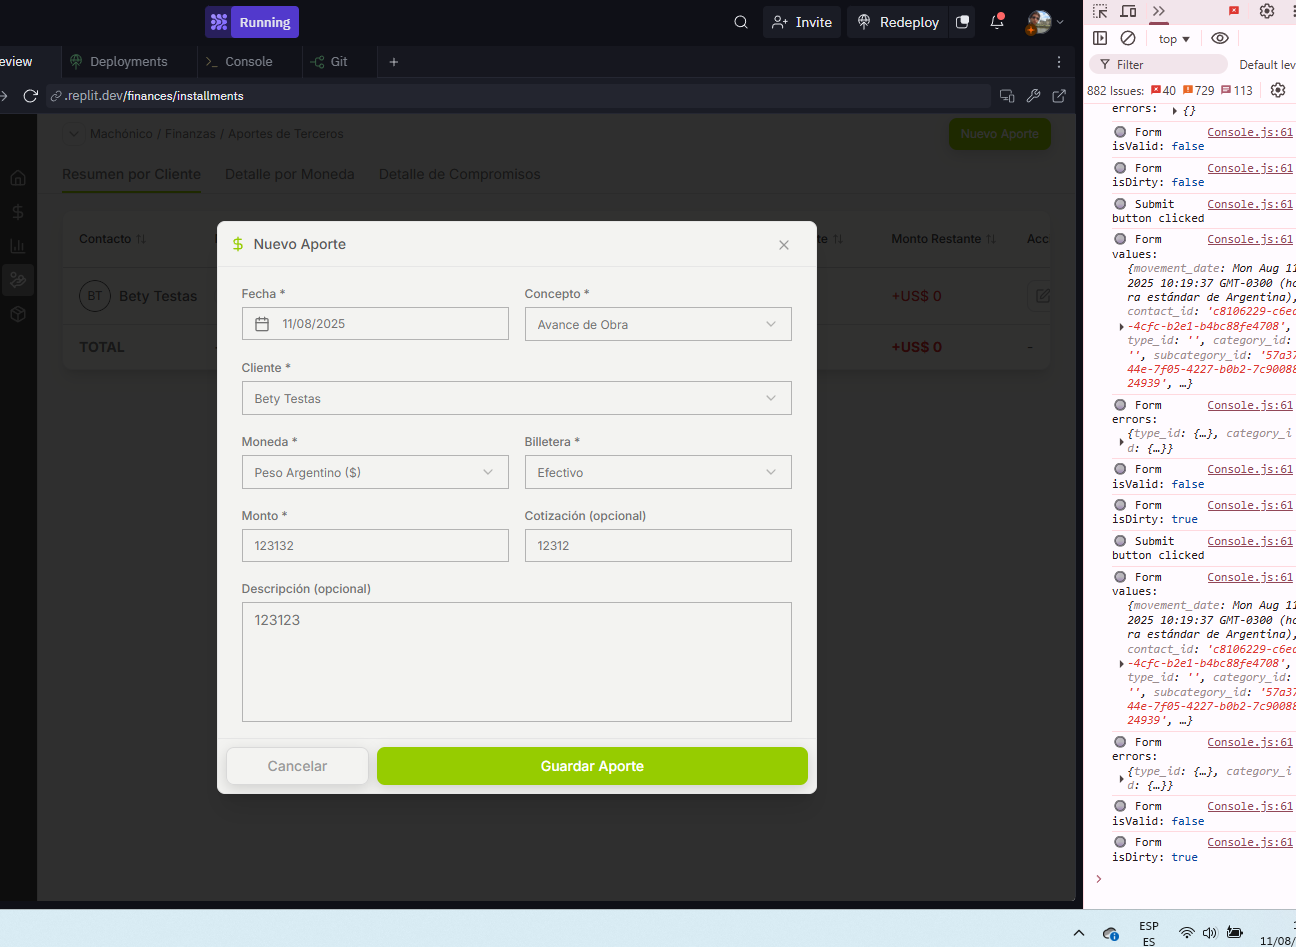 Running
Invite
Redeploy
eview
Deployments
Console
Git
.replit.dev/finances/installments
Machónico / Finanzas / Aportes de Terceros
Nuevo Aporte
Resumen por Cliente
Detalle por Moneda
Detalle de Compromisos
Contacto
te
Monto Restante
Acc
BT
Bety Testas
+US$ 0
TOTAL
+US$ 0
-
Nuevo Aporte
Fecha *
Concepto *
11/08/2025
Avance de Obra
Cliente *
Bety Testas
Moneda *
Billetera *
Peso Argentino ($)
Efectivo
Monto *
Cotización (opcional)
123132
12312
Descripción (opcional)
123123
Cancelar
Guardar Aporte
top
Filter
Default lev
882 Issues:
40
729
113
errors: {}
Form Console.js:61
isValid: false
Form Console.js:61
isDirty: false
Submit Console.js:61
button clicked
Form Console.js:61
values:
{movement_date: Mon Aug 11
2025 10:19:37 GMT-0300 (ho
ra estándar de Argentina),
contact_id: 'c8106229-c6ed
-4cfc-b2e1-b4bc88fe4708',
type_id: '', category_id:
'', subcategory_id: '57a37
44e-7f05-4227-b0b2-7c90088
24939', …}
Form Console.js:61
errors:
{type_id: {…}, category_i
d: {…}}
Form Console.js:61
isValid: false
Form Console.js:61
isDirty: true
Submit Console.js:61
button clicked
Form Console.js:61
values:
{movement_date: Mon Aug 11
2025 10:19:37 GMT-0300 (ho
ra estándar de Argentina),
contact_id: 'c8106229-c6ed
-4cfc-b2e1-b4bc88fe4708',
type_id: '', category_id:
'', subcategory_id: '57a37
44e-7f05-4227-b0b2-7c90088
24939', …}
Form Console.js:61
errors:
{type_id: {…}, category_i
d: {…}}
Form Console.js:61
isValid: false
Form Console.js:61
isDirty: true
ESP
ES
11/08/